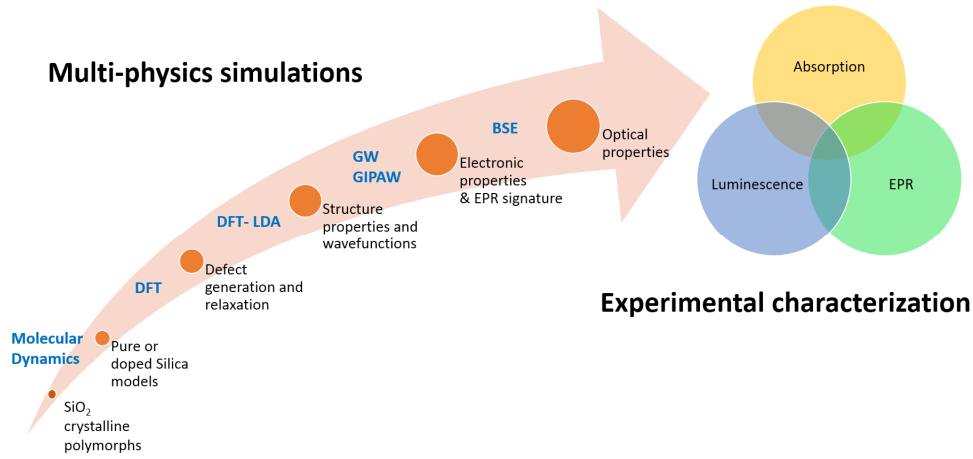 Multi-physics simulations
Molecular
Dynamics
DFT
DFT- LDA
GW
GIPAW
BSE
SiO₂
crystalline
polymorphs
Pure or
doped Silica
models
Defect
generation and
relaxation
Structure
properties and
wavefunctions
Electronic
properties
& EPR signature
Optical
properties
Absorption
Luminescence
EPR
Experimental characterization